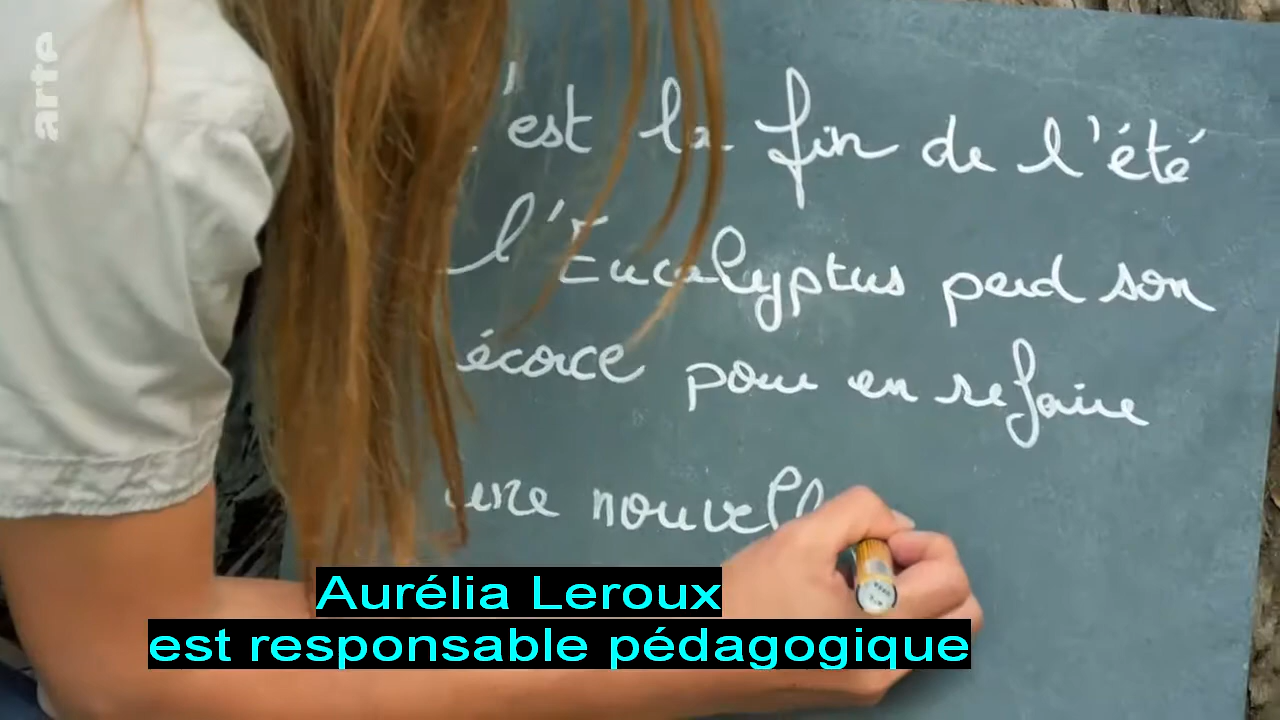 arte
'est la fin de l'été
l'Eucalyptus perd son
écorce pour en refaire
une nouvell
Aurélia Leroux
est responsable pédagogique